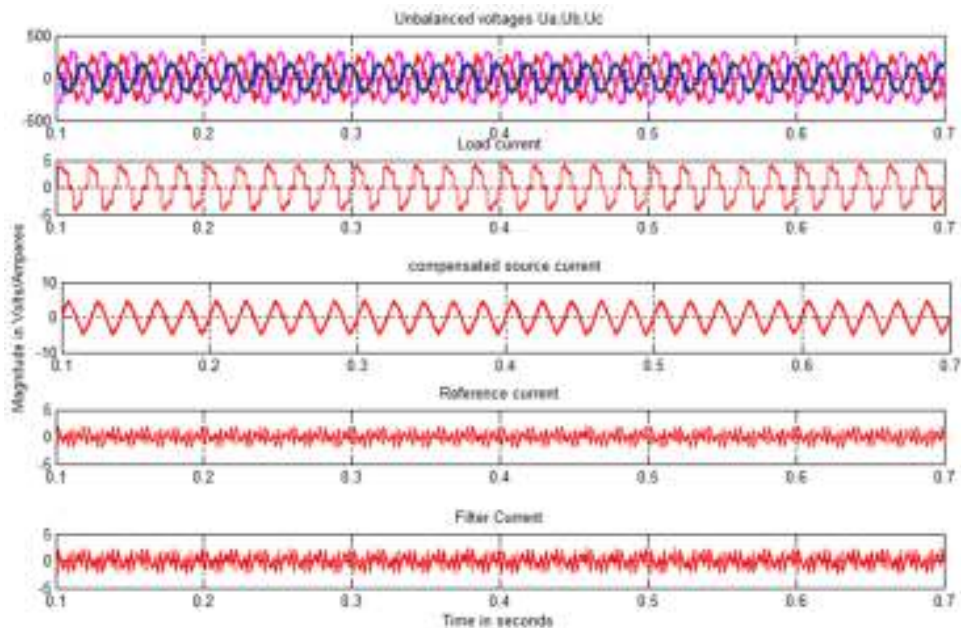 Unbalanced voltages Ua.Ub.Uc
500
0
-500
0.1 0.2 0.3 0.4 0.5 0.6 0.7
Load current
5
0
-5
0.1 0.2 0.3 0.4 0.5 0.6 0.7
compensated source current
10
0
-10
0.1 0.2 0.3 0.4 0.5 0.6 0.7
Magnitude in Volts/Ampares
Reference current
5
0
-5
0.1 0.2 0.3 0.4 0.5 0.6 0.7
Filter Current
5
0
-5
0.1 0.2 0.3 0.4 0.5 0.6 0.7
Time in seconds